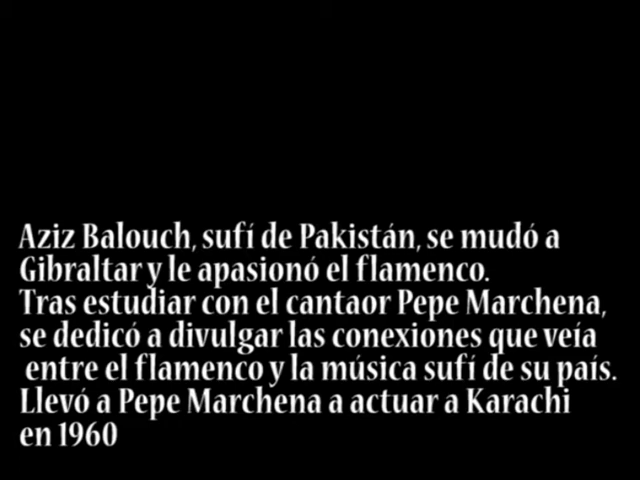 Aziz Balouch, sufí de Pakistán, se mudó a
Gibraltar y le apasionó el flamenco.
Tras estudiar con el cantaor Pepe Marchena,
se dedicó a divulgar las conexiones que veía
entre el flamenco y la música sufí de su país.
Llevó a Pepe Marchena a actuar a Karachi
en 1960